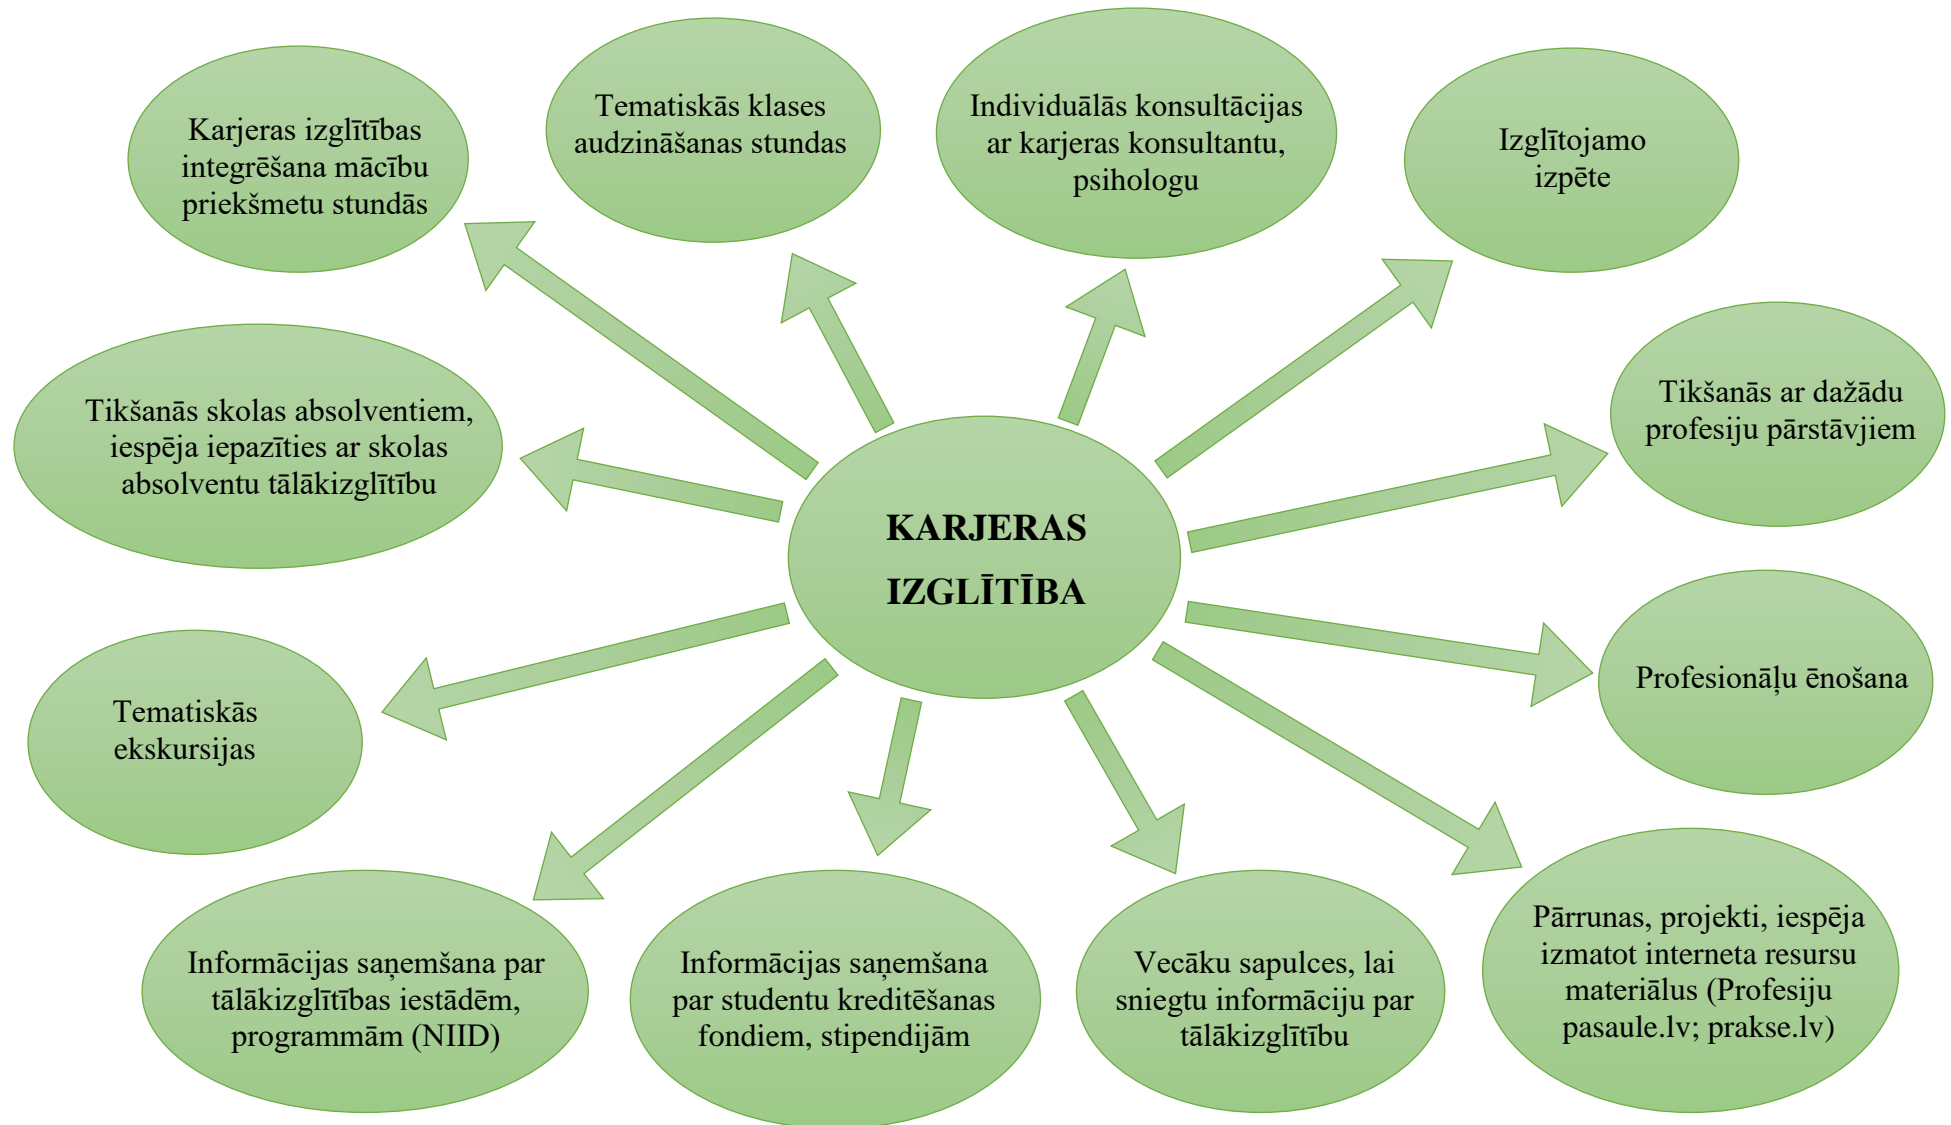 Karjeras izglītības
integrēšana mācību
priekšmetu stundās
Tematiskās klases
audzināšanas stundas
Individuālās konsultācijas
ar karjeras konsultantu,
psihologu
Izglītojamo
izpēte
Tikšanās skolas absolventiem,
iespēja iepazīties ar skolas
absolventu tālākizglītību
Tikšanās ar dažādu
profesiju pārstāvjiem
KARJERAS
IZGLĪTĪBA
Tematiskās
ekskursijas
Profesionāļu ēnošana
Informācijas saņemšana par
tālākizglītības iestādēm,
programmām (NIID)
Informācijas saņemšana
par studentu kreditēšanas
fondiem, stipendijām
Vecāku sapulces, lai
sniegtu informāciju par
tālākizglītību
Pārrunas, projekti, iespēja
izmatot interneta resursu
materiālus (Profesiju
pasaule.lv; prakse.lv)